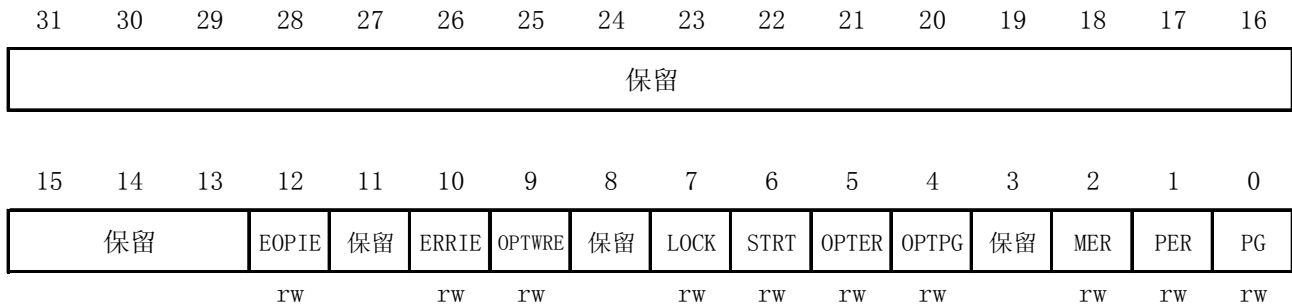 31 30 29 28 27 26 25 24 23 22 21 20 19 18 17 16
保留
15 14 13 12 11 10 9 8 7 6 5 4 3 2 1 0
保留 EOPIE 保留 ERRIE OPTWRE 保留 LOCK STRT OPTER OPTPG 保留 MER PER PG
rw rw rw rw rw rw rw rw rw rw